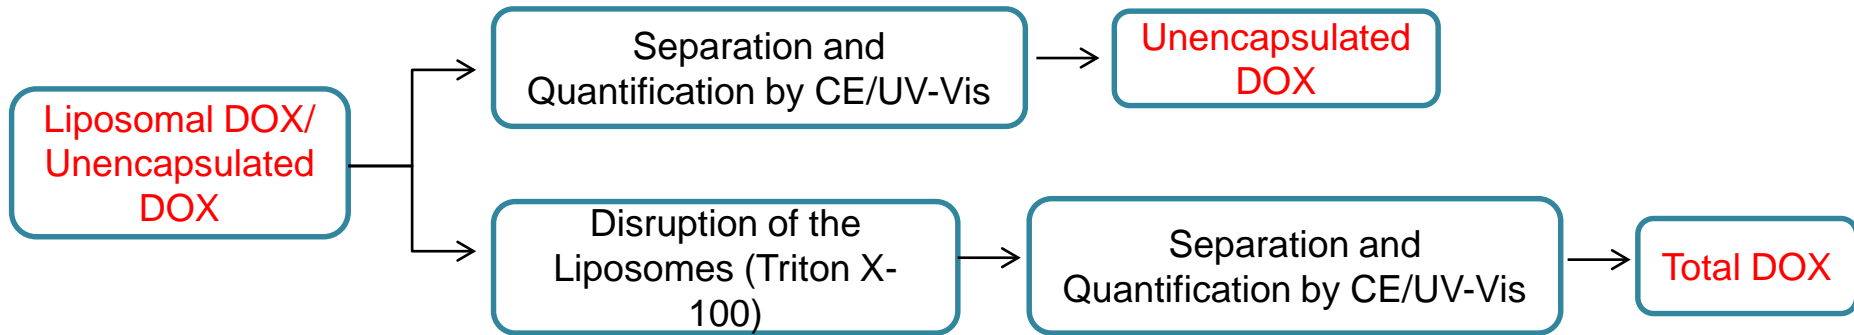 Liposomal DOX/
Unencapsulated
DOX
Separation and
Quantification by CE/UV-Vis
Unencapsulated
DOX
Disruption of the
Liposomes (Triton X-
100)
Separation and
Quantification by CE/UV-Vis
Total DOX